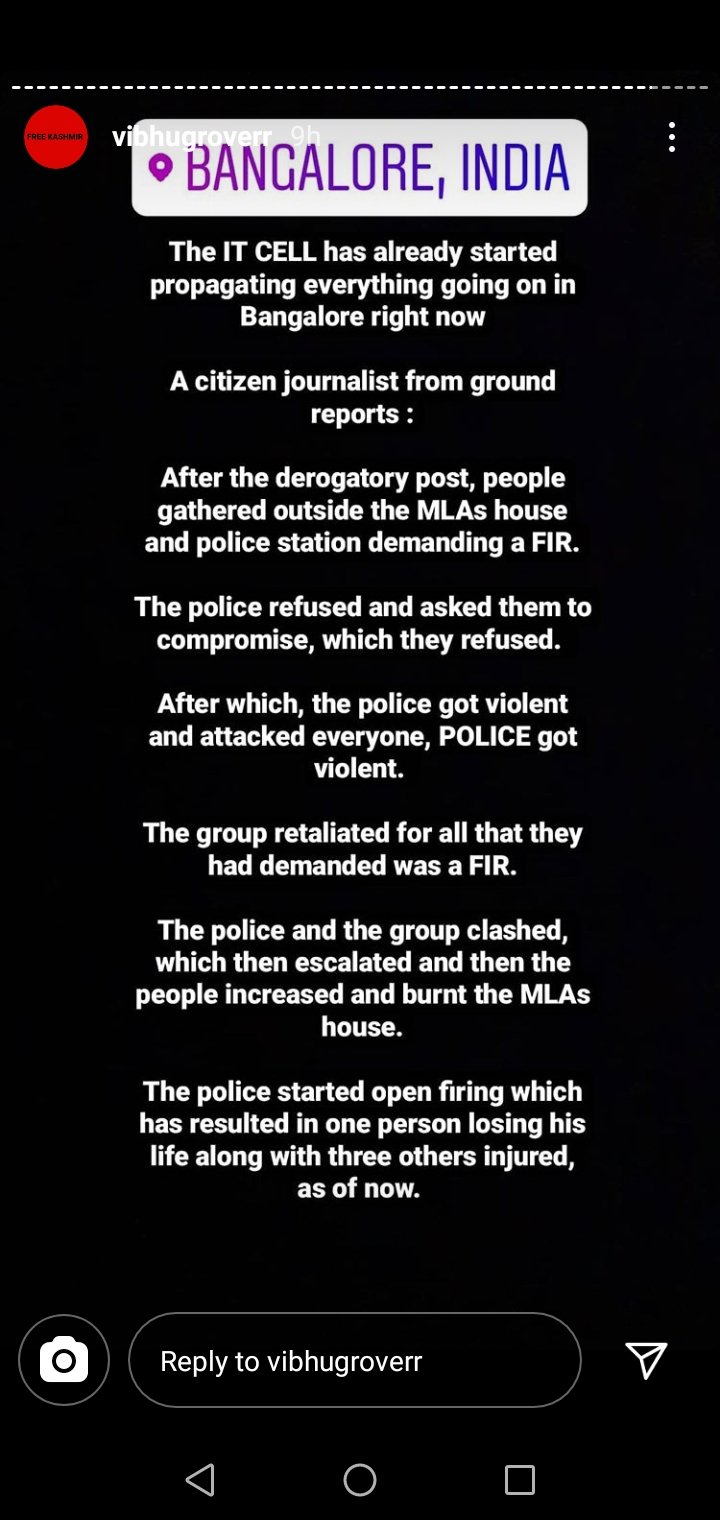 FREE KASHMIR
vibhugroverr 9h
BANGALORE, INDIA
The IT CELL has already started
propagating everything going on in
Bangalore right now
A citizen journalist from ground
reports :
After the derogatory post, people
gathered outside the MLAs house
and police station demanding a FIR.
The police refused and asked them to
compromise, which they refused.
After which, the police got violent
and attacked everyone, POLICE got
violent.
The group retaliated for all that they
had demanded was a FIR.
The police and the group clashed,
which then escalated and then the
people increased and burnt the MLAs
house.
The police started open firing which
has resulted in one person losing his
life along with three others injured,
as of now.
Reply to vibhugroverr